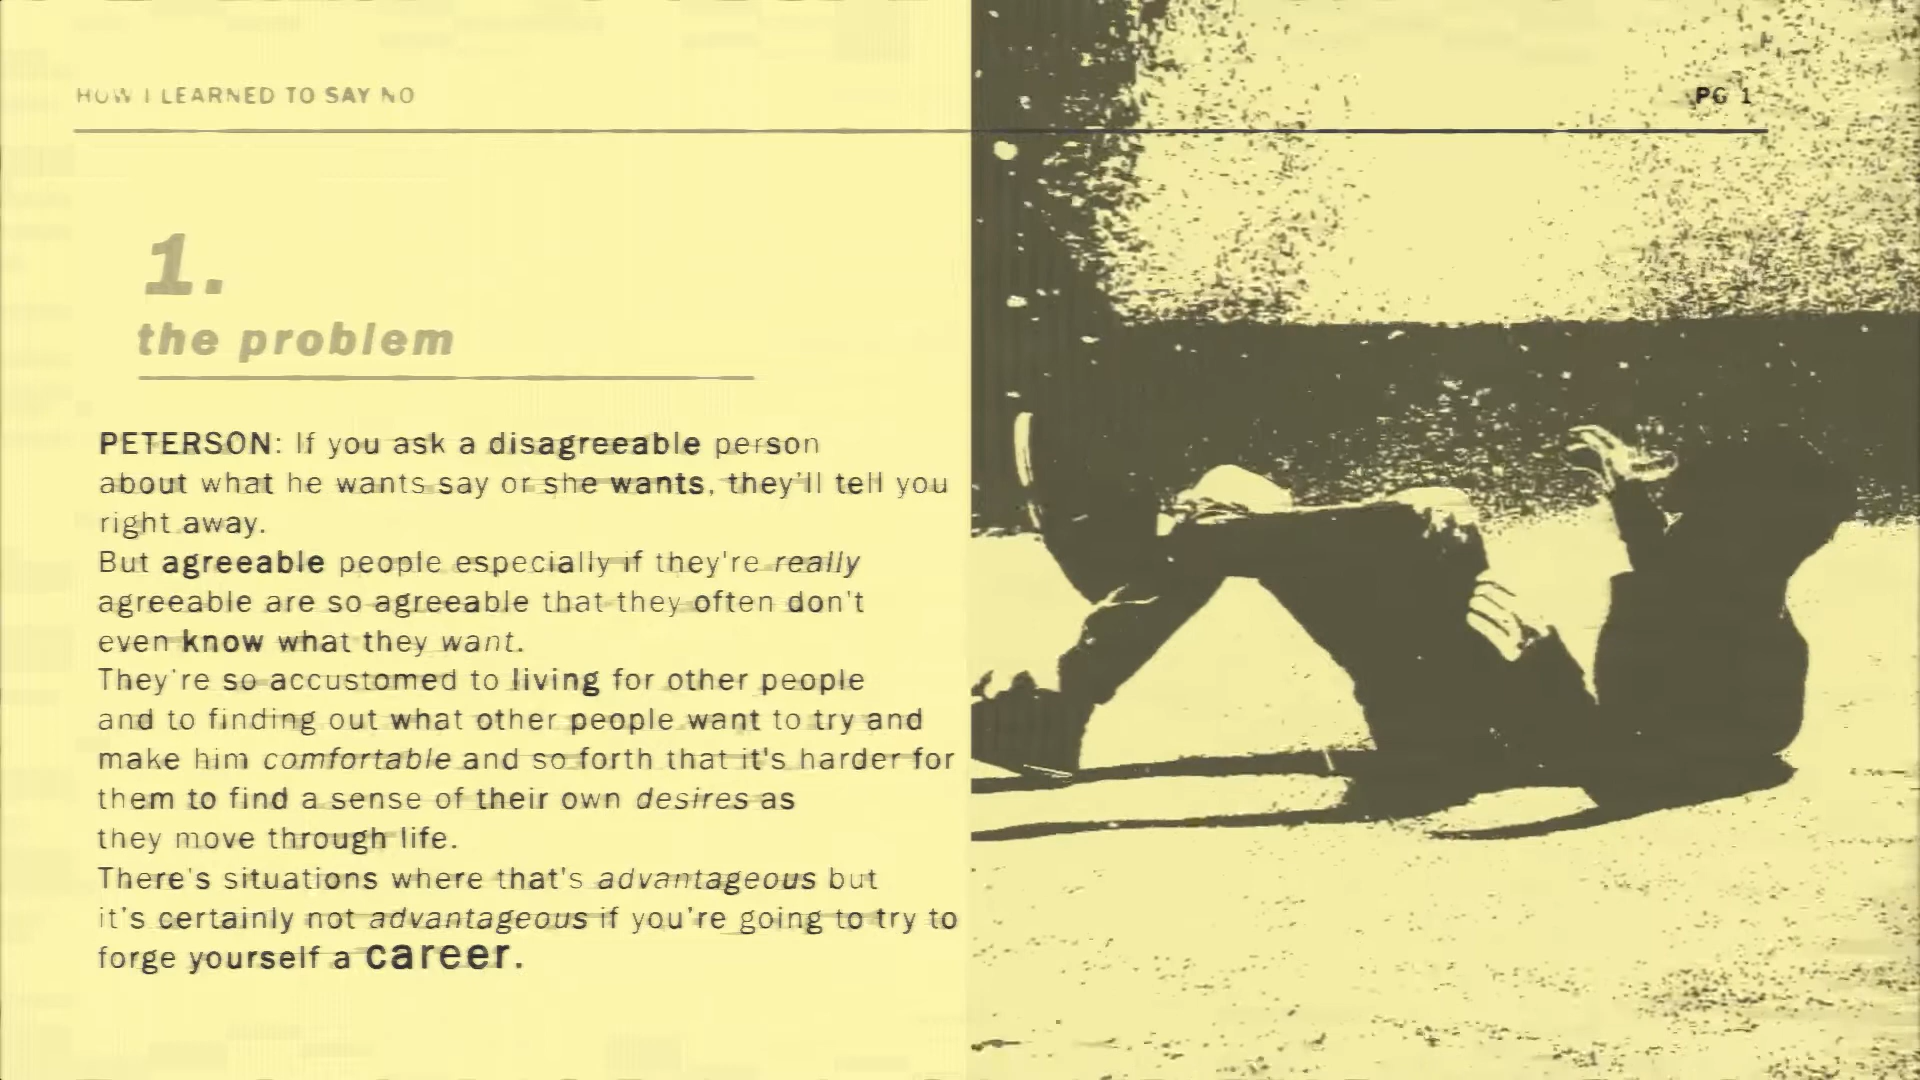 HOW I LEARNED TO SAY NO
PG 1
1.
the problem
PETERSON: If you ask a disagreeable person
about what he wants say or she wants, they'll tell you
right away.
But agreeable people especially if they're really
agreeable are so agreeable that they often don't
even know what they want.
They're so accustomed to living for other people
and to finding out what other people want to try and
make him comfortable and so forth that it's harder for
them to find a sense of their own desires as
they move through life.
There's situations where that's advantageous but
it's certainly not advantageous if you're going to try to
forge yourself a career.